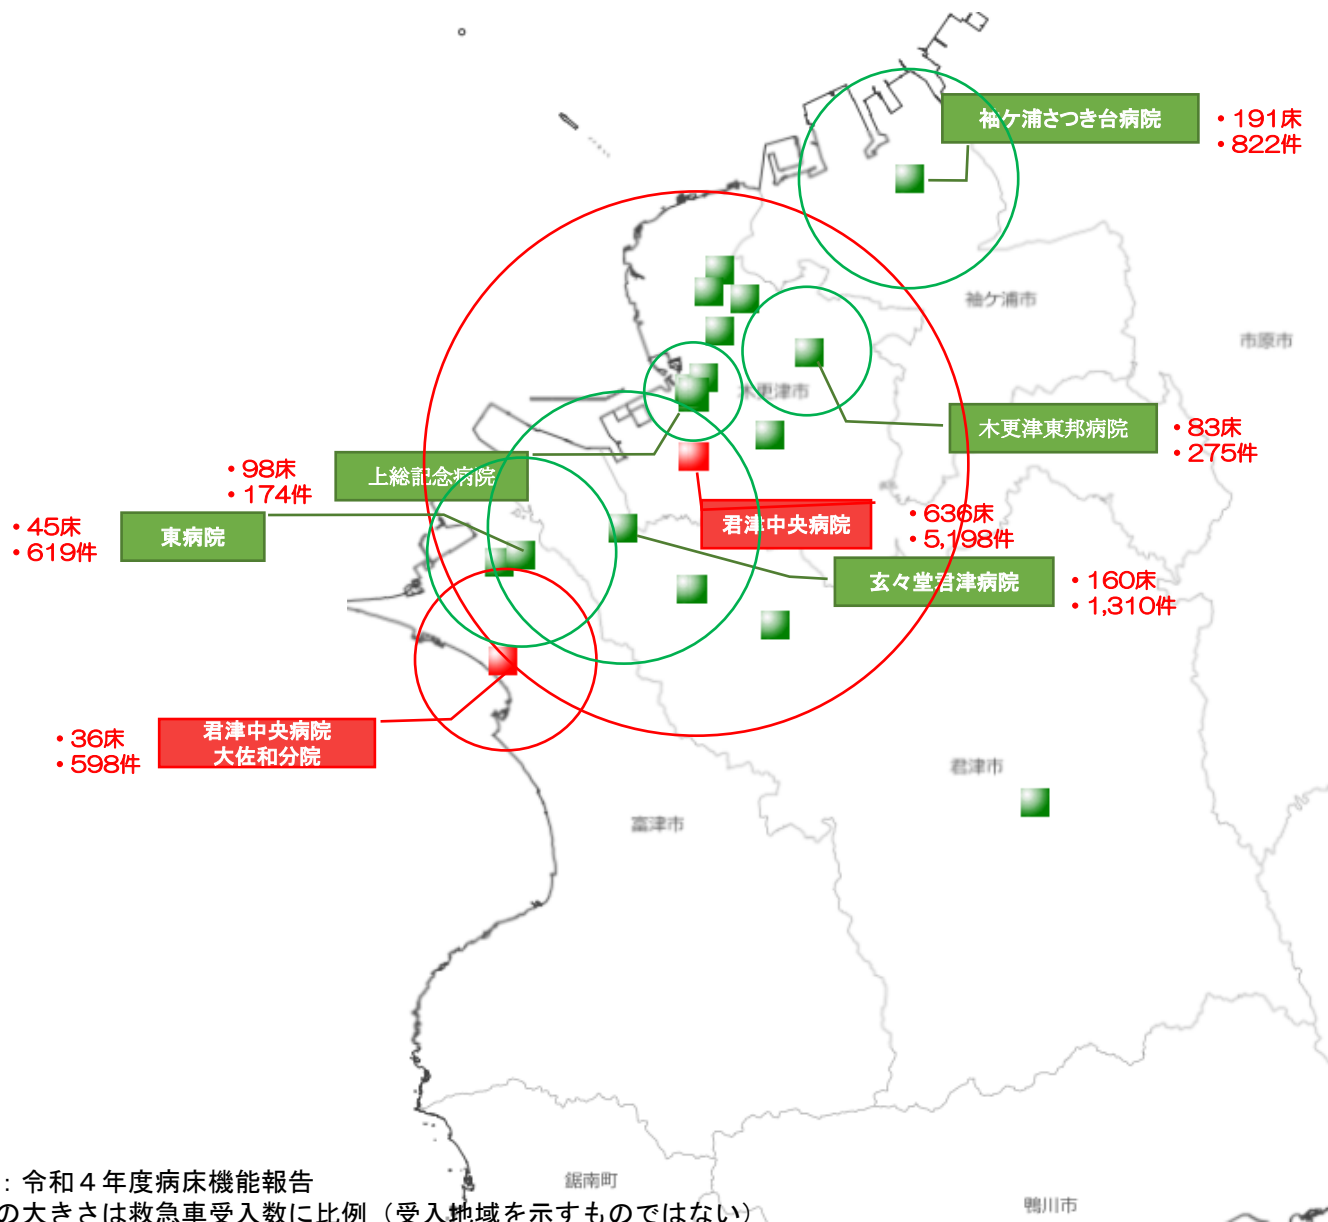 袖ケ浦さつき台病院
・191床
・822件
袖ケ浦市
市原市
木更津市
木更津東邦病院
・83床
・275件
・98床
・174件
上総記念病院
・45床
・619件
東病院
君津中央病院
・636床
・5,198件
玄々堂君津病院
・160床
・1,310件
・36床
・598件
君津中央病院
大佐和分院
君津市
富津市
鋸南町
鴨川市
：令和４年度病床機能報告
の大きさは救急車受入数に比例（受入地域を示すものではない）